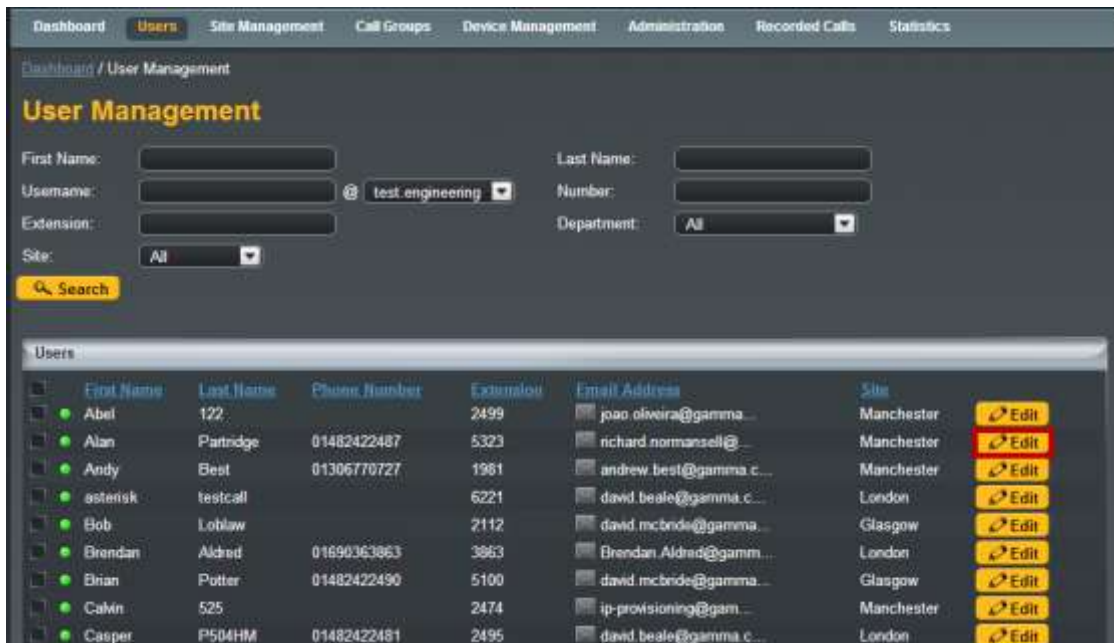 Dashboard Users Site Management Call Groups Device Management Administration Recorded Calls Statistics
Dashboard / User Management
User Management
First Name: Last Name:
Username: @ test.engineering Number:
Extension: Department: All
Site: All
Search
Users
First Name Last Name Phone Number Extension Email Address Site
Abel 122 2499 joao.oliveira@gamma... Manchester Edit
Alan Partridge 01482422487 5323 richard.normansell@... Manchester Edit
Andy Best 01306770727 1981 andrew.best@gamma.c... Manchester Edit
asterisk testcall 6221 david.beale@gamma.c... London Edit
Bob Loblaw 2112 david.mcbride@gamma... Glasgow Edit
Brendan Aldred 01690363863 3863 Brendan.Aldred@gamm... London Edit
Brian Potter 01482422490 5100 david.mcbride@gamma... Glasgow Edit
Calvin 525 2474 ip-provisioning@gam... Manchester Edit
Casper P504HM 01482422481 2495 david.beale@gamma.c... London Edit